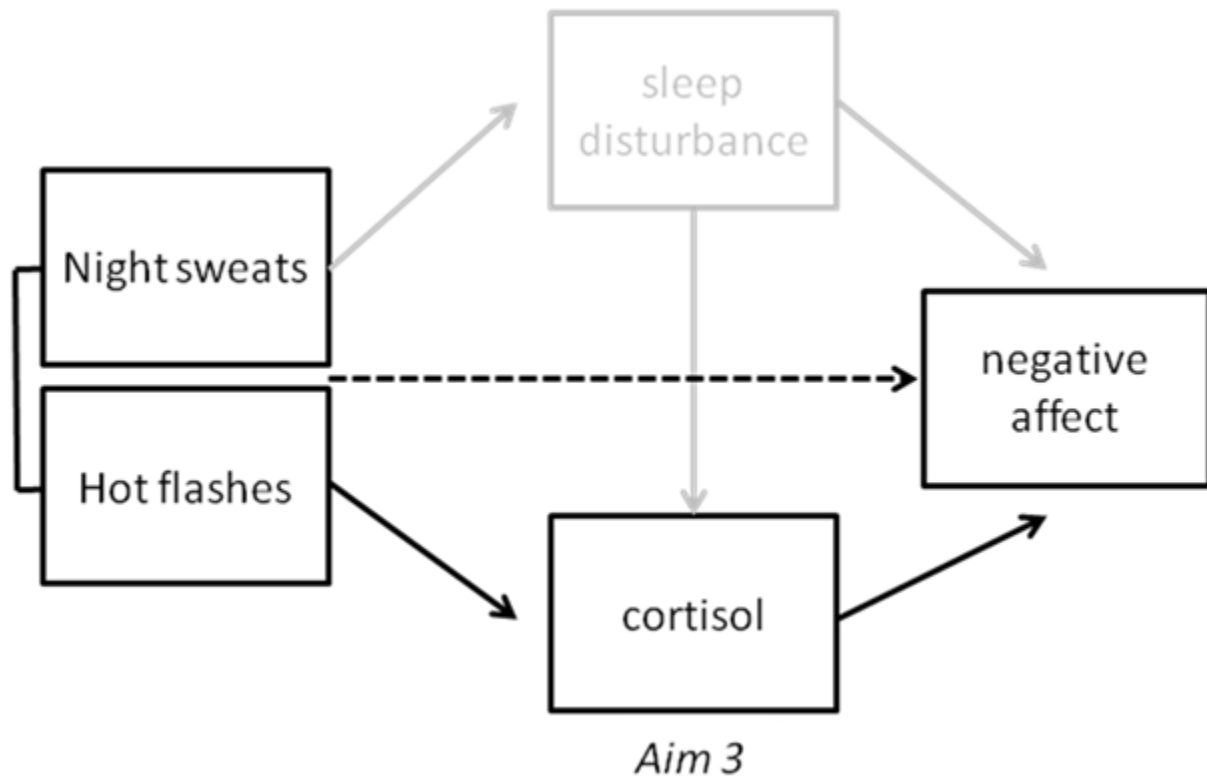 sleep
disturbance
Night sweats
Hot flashes
negative
affect
cortisol
Aim 3